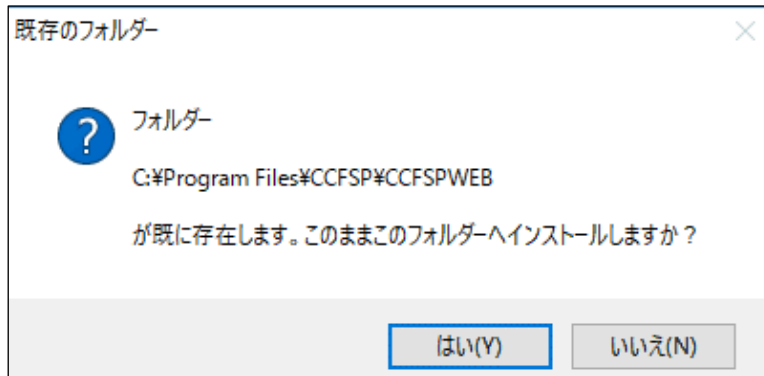 既存のフォルダー
フォルダー
C:¥Program Files¥CCFSP¥CCFSPWEB
が既に存在します。このままこのフォルダーへインストールしますか？
はい(Y)
いいえ(N)